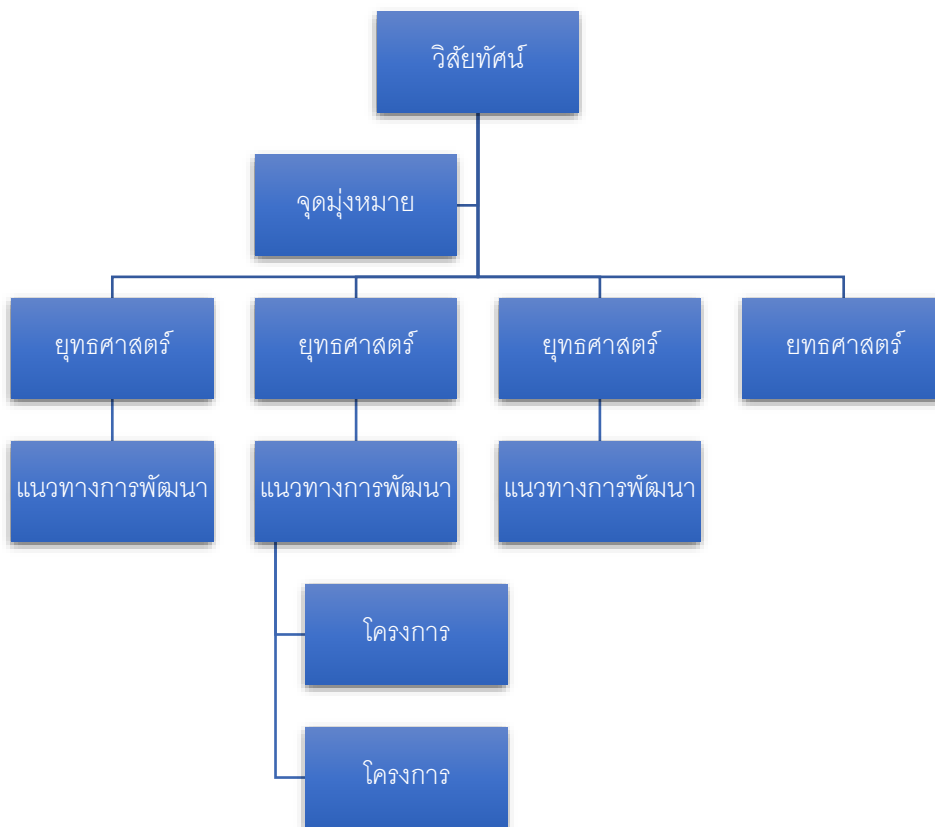 วิสัยทัศน์
จุดมุ่งหมาย
ยุทธศาสตร์
ยุทธศาสตร์
ยุทธศาสตร์
ยทธศาสตร์
แนวทางการพัฒนา
แนวทางการพัฒนา
แนวทางการพัฒนา
โครงการ
โครงการ